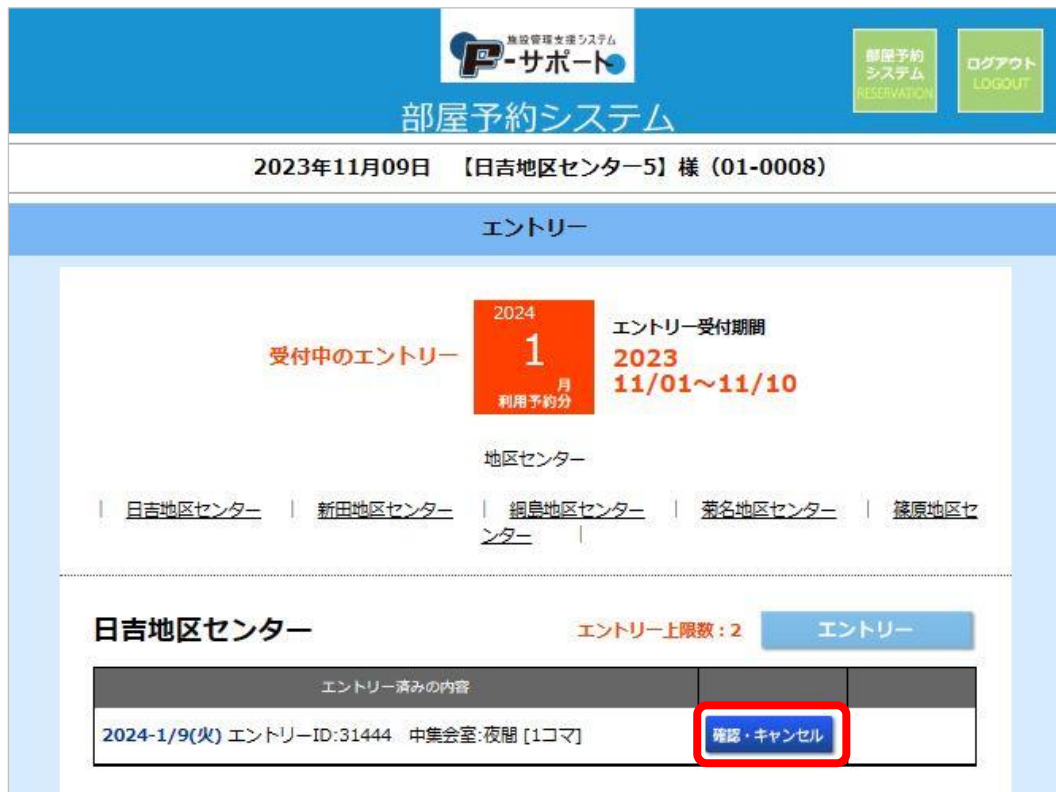 施設管理支援システム
F-サポート
部屋予約システム
部屋予約
システム
RESERVATION
ログアウト
LOGOUT
2023年11月09日 【日吉地区センター5】様（01-0008）
エントリー
受付中のエントリー
2024
1
月
利用予約分
エントリー受付期間
2023
11/01～11/10
地区センター
｜ 日吉地区センター ｜ 新田地区センター ｜ 綱島地区センター ｜ 菊名地区センター ｜ 篠原地区セ
ンター ｜
日吉地区センター
エントリー上限数：2
エントリー
エントリー済みの内容
2024-1/9(火) エントリーID:31444 中集会室:夜間 [1コマ]
確認・キャンセル